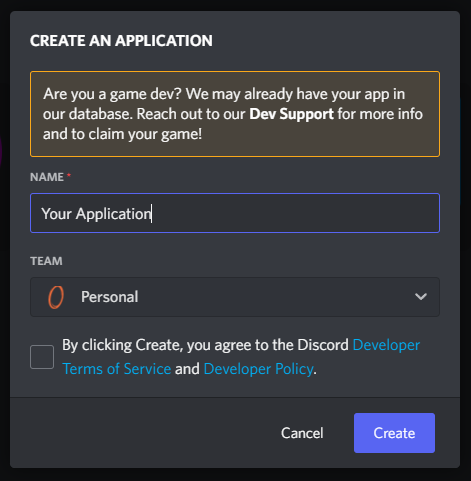 CREATE AN APPLICATION
Are you a game dev? We may already have your app in
our database. Reach out to our Dev Support for more info
and to claim your game!
NAME *
Your Application
TEAM
Personal
By clicking Create, you agree to the Discord Developer
Terms of Service and Developer Policy.
Cancel
Create